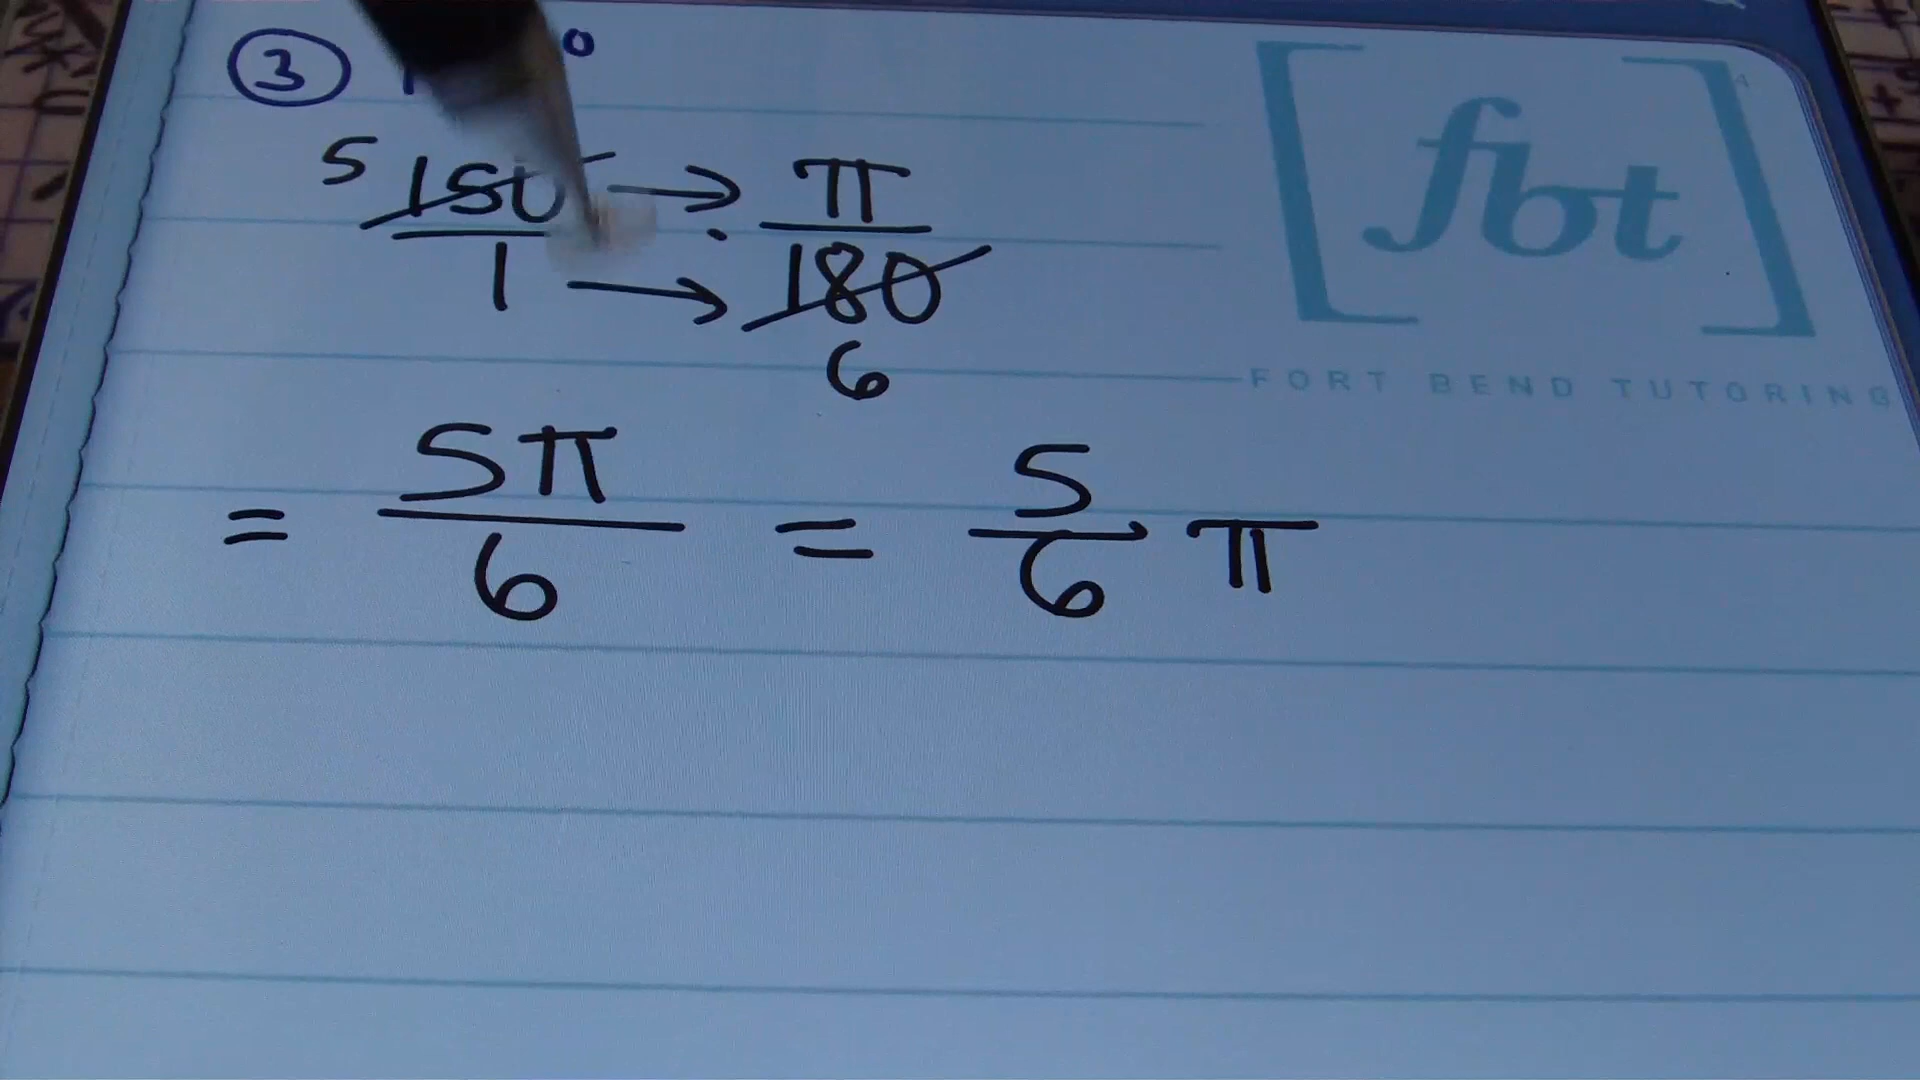 ③
5 150/1 → · → π/180 6
= 5π/6 = 5/6 π
fbt
FORT BEND TUTORING